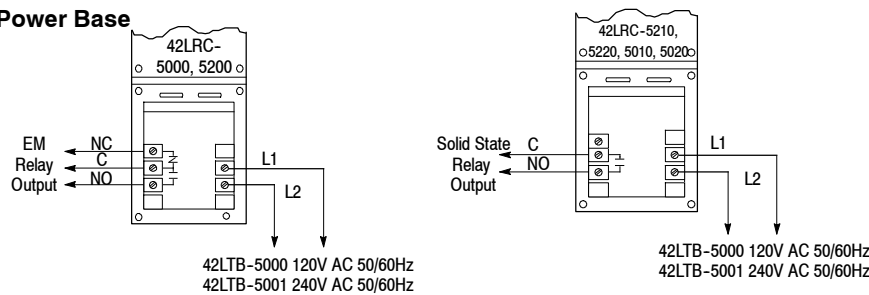 Power Base
42LRC-
5000, 5200
EM NC
Relay C
Output NO
L1
L2
42LTB-5000 120V AC 50/60Hz
42LTB-5001 240V AC 50/60Hz
42LRC-5210,
5220, 5010, 5020
Solid State C
Relay NO
Output
L1
L2
42LTB-5000 120V AC 50/60Hz
42LTB-5001 240V AC 50/60Hz